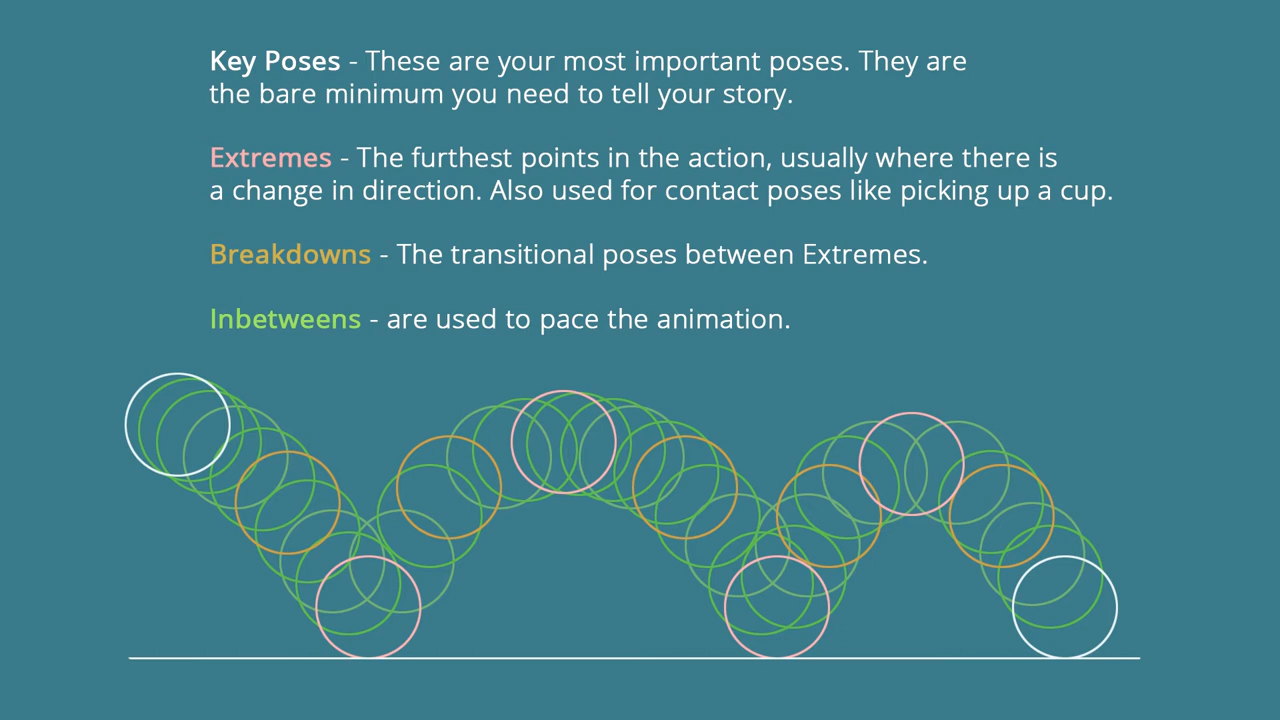 Key Poses - These are your most important poses. They are
the bare minimum you need to tell your story.
Extremes - The furthest points in the action, usually where there is
a change in direction. Also used for contact poses like picking up a cup.
Breakdowns - The transitional poses between Extremes.
Inbetweens - are used to pace the animation.